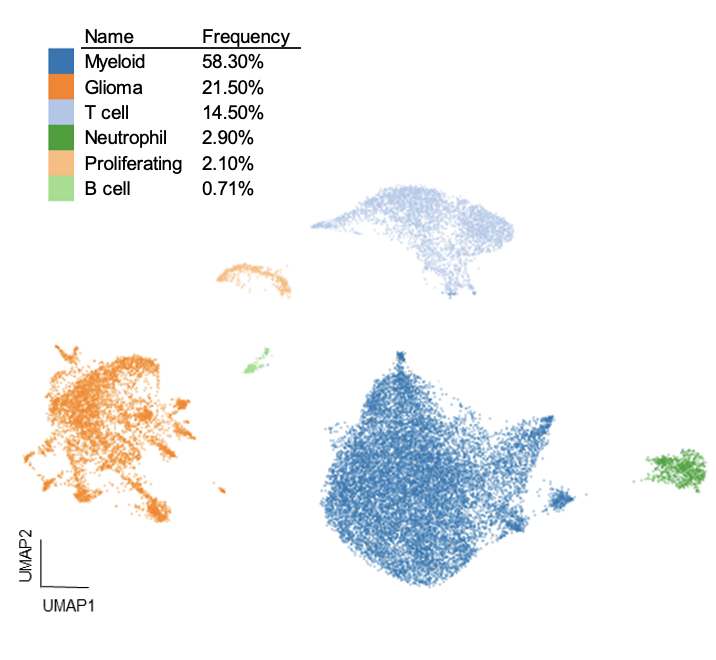 Name Frequency
Myeloid 58.30%
Glioma 21.50%
T cell 14.50%
Neutrophil 2.90%
Proliferating 2.10%
B cell 0.71%
UMAP2
UMAP1